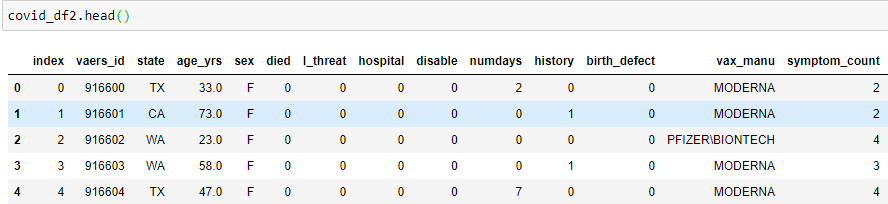 covid_df2.head()
index vaers_id state age_yrs sex died l_threat hospital disable numdays history birth_defect vax_manu symptom_count
0 0 916600 TX 33.0 F 0 0 0 0 2 0 0 MODERNA 2
1 1 916601 CA 73.0 F 0 0 0 0 0 1 0 MODERNA 2
2 2 916602 WA 23.0 F 0 0 0 0 0 0 0 PFIZER\BIONTECH 4
3 3 916603 WA 58.0 F 0 0 0 0 0 1 0 MODERNA 3
4 4 916604 TX 47.0 F 0 0 0 0 7 0 0 MODERNA 4